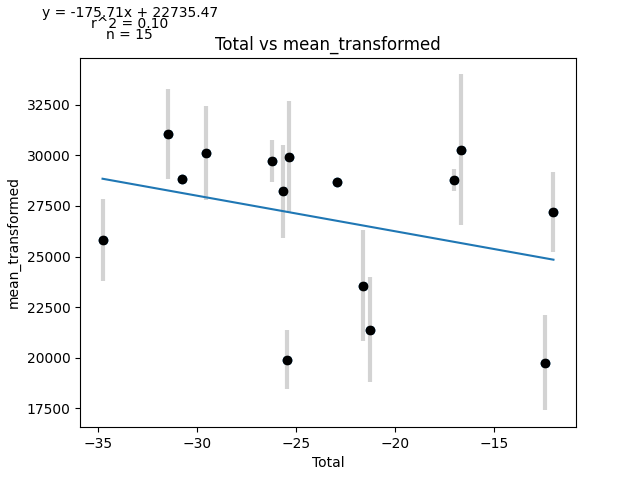 y = -175.71x + 22735.47
r^2 = 0.10
n = 15
Total vs mean_transformed
mean_transformed
32500
30000
27500
25000
22500
20000
17500
−35 −30 −25 −20 −15
Total